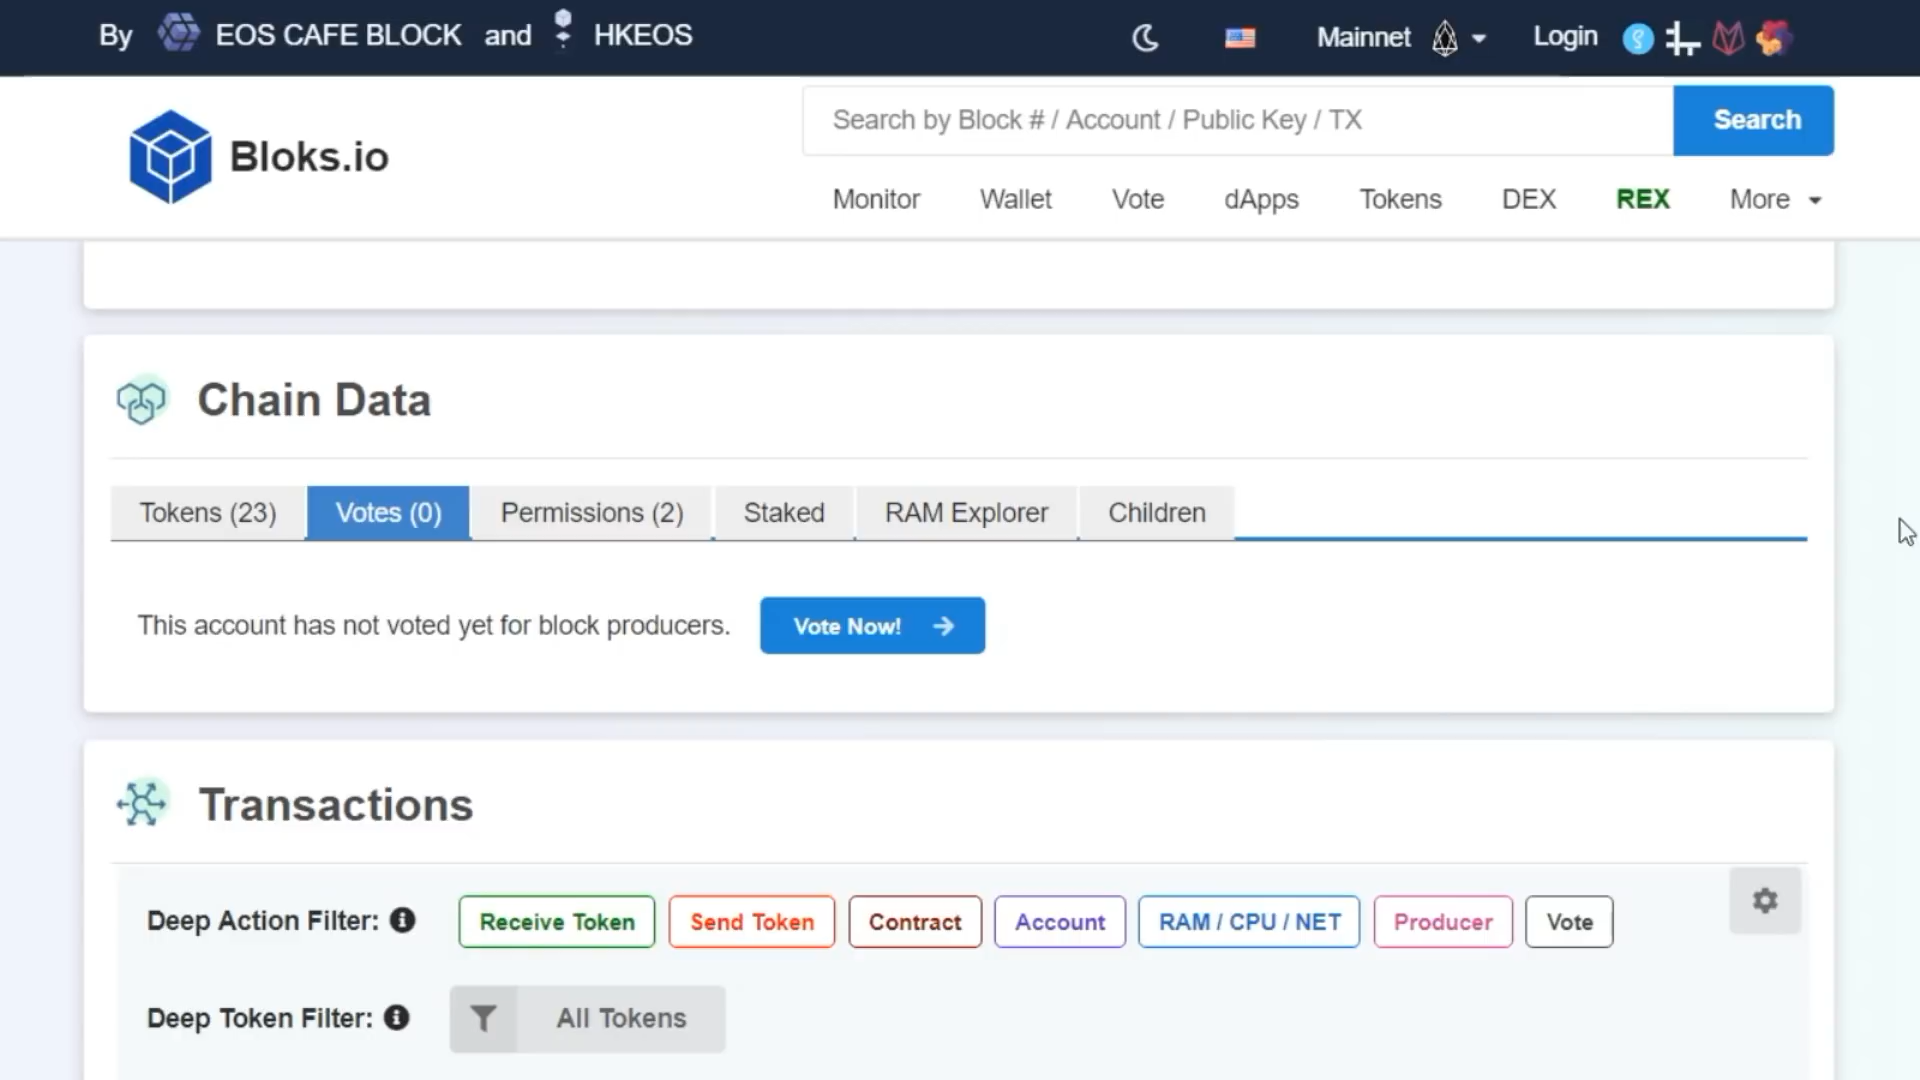 By EOS CAFE BLOCK and HKEOS
Mainnet
Login
Bloks.io
Search by Block # / Account / Public Key / TX
Search
Monitor Wallet Vote dApps Tokens DEX REX More
Chain Data
Tokens (23) Votes (0) Permissions (2) Staked RAM Explorer Children
This account has not voted yet for block producers. Vote Now!
Transactions
Deep Action Filter: Receive Token Send Token Contract Account RAM / CPU / NET Producer Vote
Deep Token Filter: All Tokens